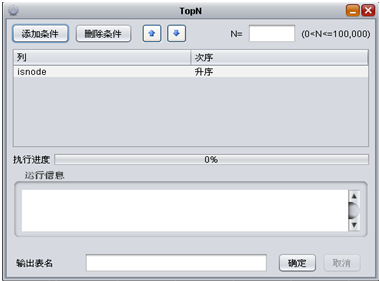 TopN
添加条件 删除条件 N= (0<N<=100,000)
列 次序
isnode 升序
执行进度 0%
运行信息
输出表名 确定 取消